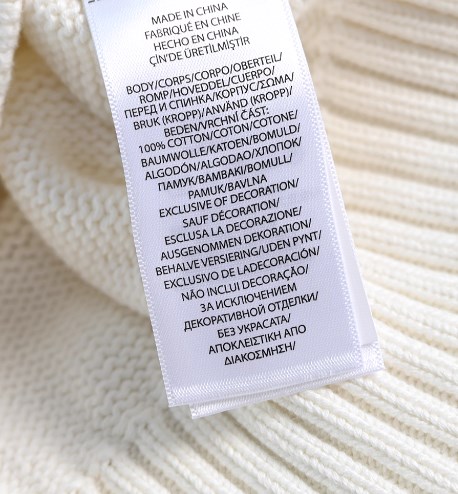 MADE IN CHINA
FABRIQUÉ EN CHINE
HECHO EN CHINA
ÇİN'DE ÜRETİLMİŞTİR
BODY/CORPS/CORPO/OBERTEIL/
ROMP/HOVEDDEL/CUERPO/
ПЕРЕД И СПИНКА/КОРПУС/ΣΩΜΑ/
BRUK (KROPP)/ANVÄND (KROPP)/
BEDEN/VRCHNÍ ČÁST:
100% COTTON/COTON/COTONE/
BAUMWOLLE/KATOEN/BOMULD/
ALGODÓN/ALGODAO/ХЛОПОК/
ПАМУК/ΒΑΜΒΑΚΙ/BOMULL/
PAMUK/BAVLNA
EXCLUSIVE OF DECORATION/
SAUF DÉCORATION/
ESCLUSA LA DECORAZIONE/
AUSGENOMMEN DEKORATION/
BEHALVE VERSIERING/UDEN PYNT/
EXCLUSIVO DE LADECORACIÓN/
NÃO INCLUI DECORAÇÃO/
ЗА ИСКЛЮЧЕНИЕМ
ДЕКОРАТИВНОЙ ОТДЕЛКИ/
БЕЗ УКРАСАТА/
ΑΠΟΚΛΕΙΣΤΙΚΗ ΑΠΟ
ΔΙΑΚΟΣΜΗΣΗ/